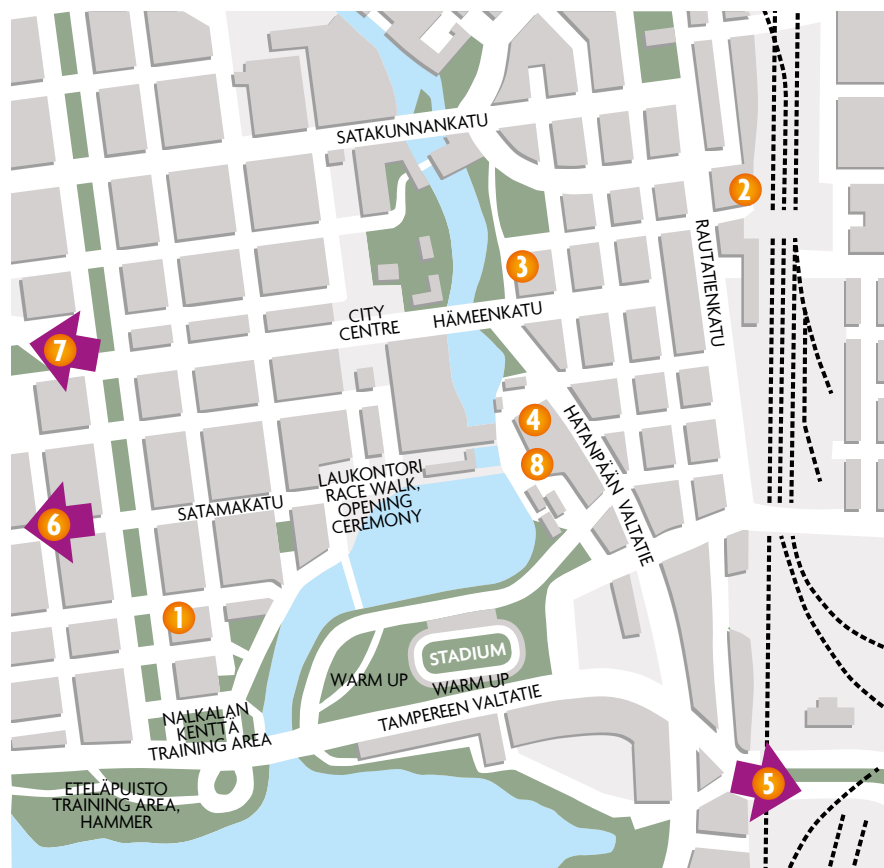 SATAKUNNANKATU
2
RAUTATIENKATU
3
CITY
CENTRE
HÄMEENKATU
7
4
HATANPÄÄN VALTATIE
8
LAUKONTORI
RACE WALK,
OPENING
CEREMONY
SATAMAKATU
6
1
STADIUM
WARM UP
WARM UP
TAMPEREEN VALTATIE
NALKALAN
KENTTÄ
TRAINING AREA
5
ETELÄPUISTO
TRAINING AREA,
HAMMER